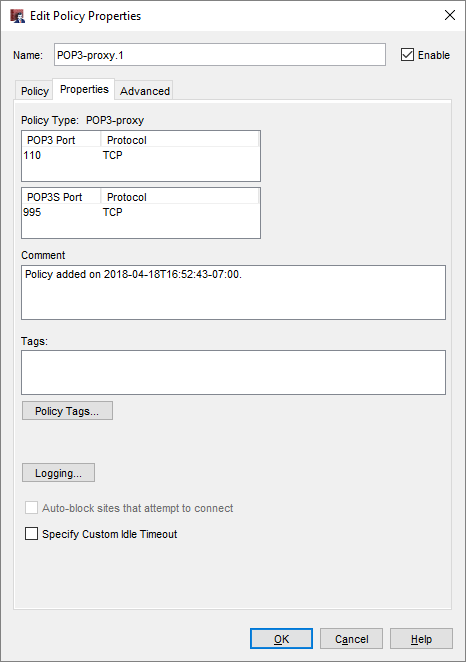 Edit Policy Properties
Name: POP3-proxy.1 Enable
Policy Properties Advanced
Policy Type: POP3-proxy
POP3 Port Protocol
110 TCP
POP3S Port Protocol
995 TCP
Comment
Policy added on 2018-04-18T16:52:43-07:00.
Tags:
Policy Tags...
Logging...
Auto-block sites that attempt to connect
Specify Custom Idle Timeout
OK Cancel Help